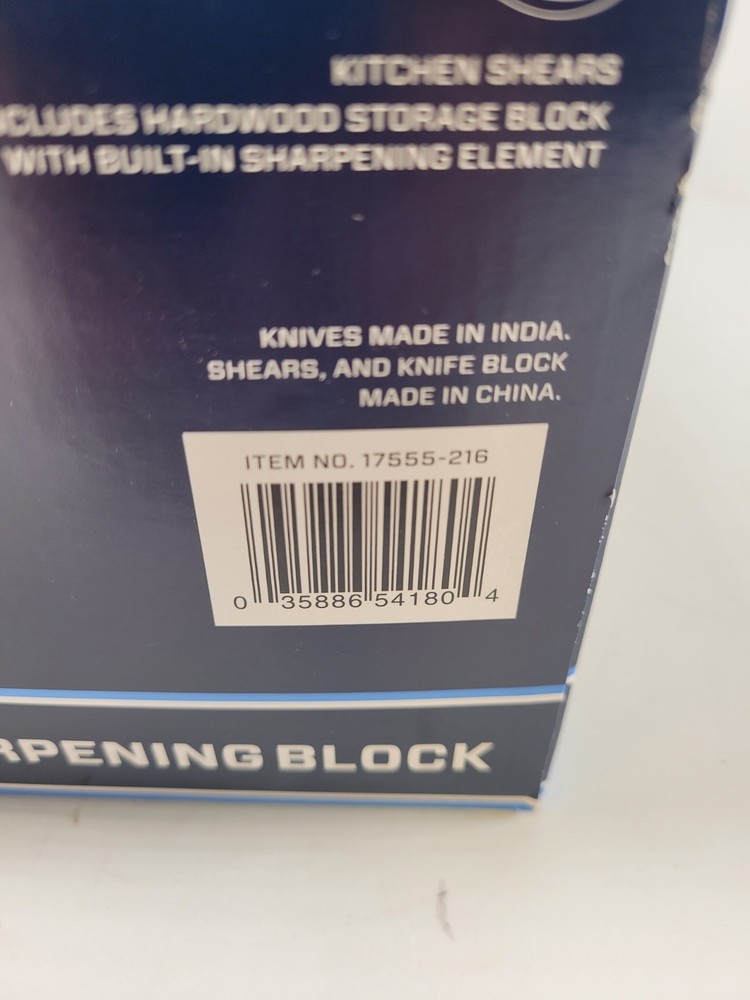 KITCHEN SHEARS
NCLUDES HARDWOOD STORAGE BLOCK
WITH BUILT-IN SHARPENING ELEMENT
KNIVES MADE IN INDIA.
SHEARS, AND KNIFE BLOCK
MADE IN CHINA.
ITEM NO. 17555-216
0 35886 54180 4
RPENING BLOCK